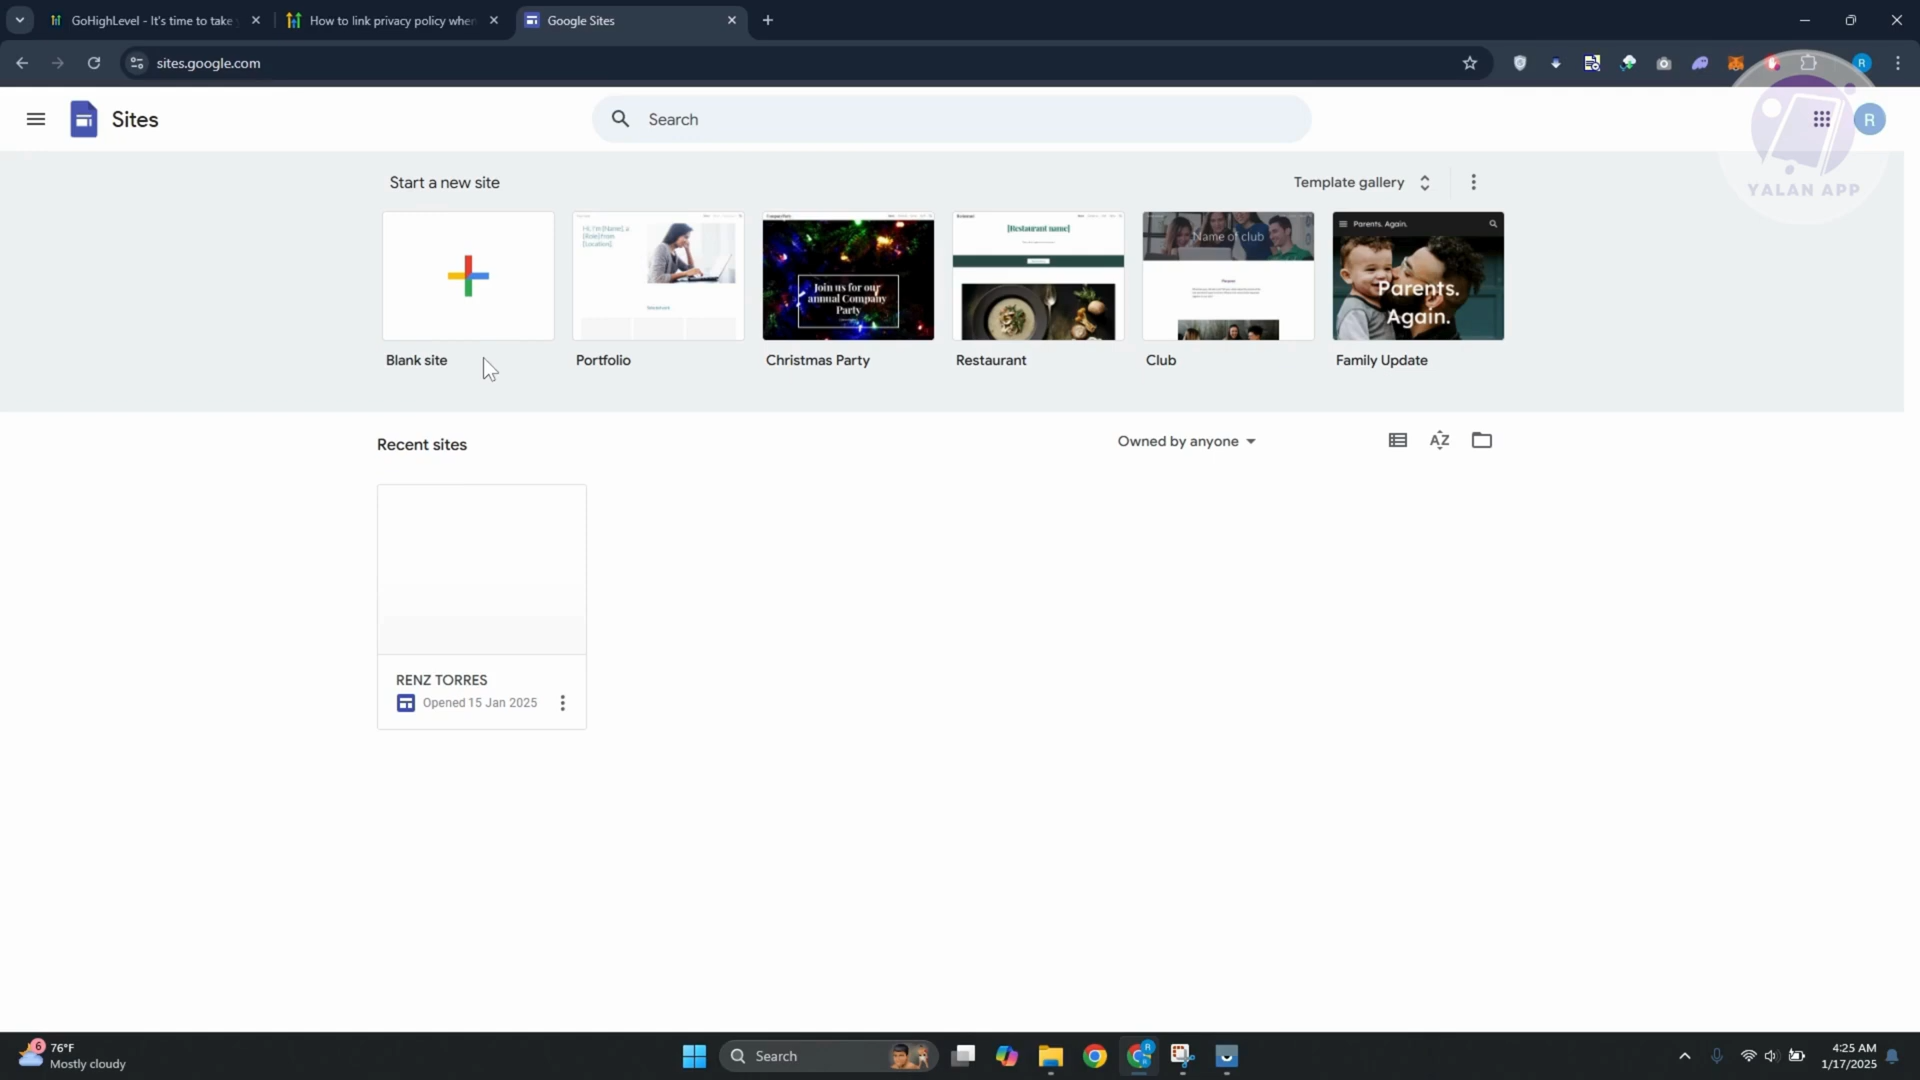 GoHighLevel - It's time to take
How to link privacy policy when
Google Sites
sites.google.com
R
Sites
Search
R
YALAN APP
Start a new site
Template gallery
[Restaurant name]
Name of club
Parents. Again.
Join us for our
annual Company
Party
Parents.
Again.
Blank site
Portfolio
Christmas Party
Restaurant
Club
Family Update
Recent sites
Owned by anyone
AZ
RENZ TORRES
Opened 15 Jan 2025
6
76°F
Mostly cloudy
Search
R
4:25 AM
1/17/2025